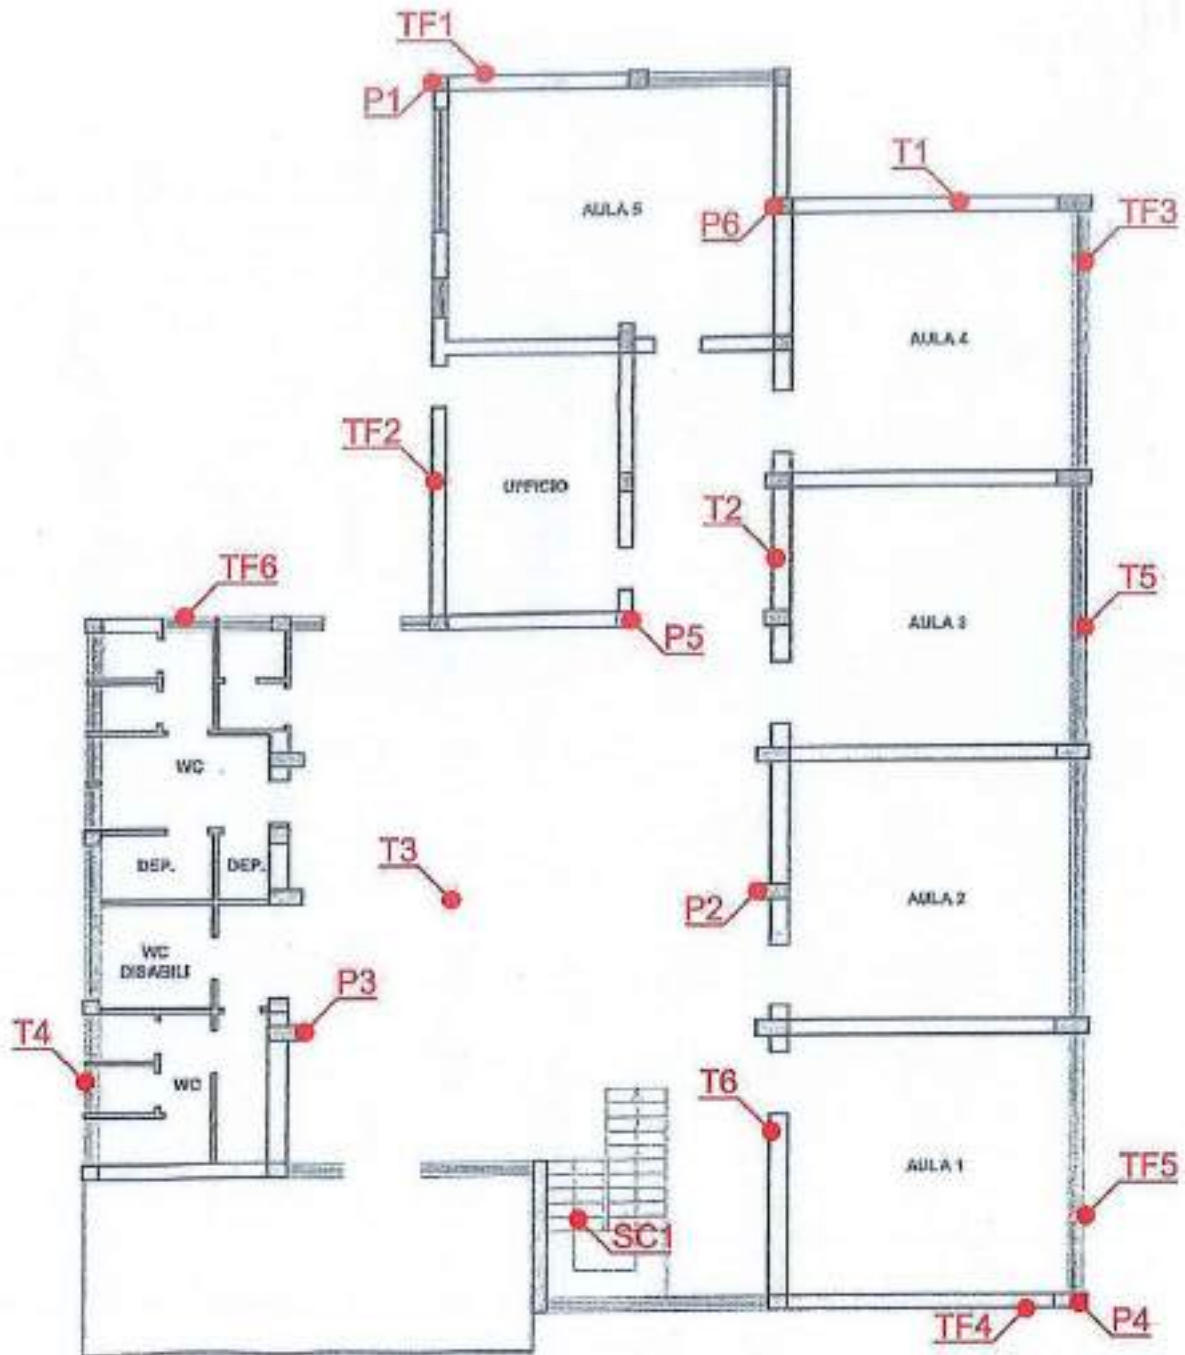 TF1
P1
T1
AULA 5
P6
TF3
AULA 4
TF2
UFFICIO
T2
TF6
T5
AULA 3
P5
WC
DEP.
DEP.
T3
P2
AULA 2
WC
DISABILI
P3
T4
WC
T6
AULA 1
TF5
SC1
TF4
P4